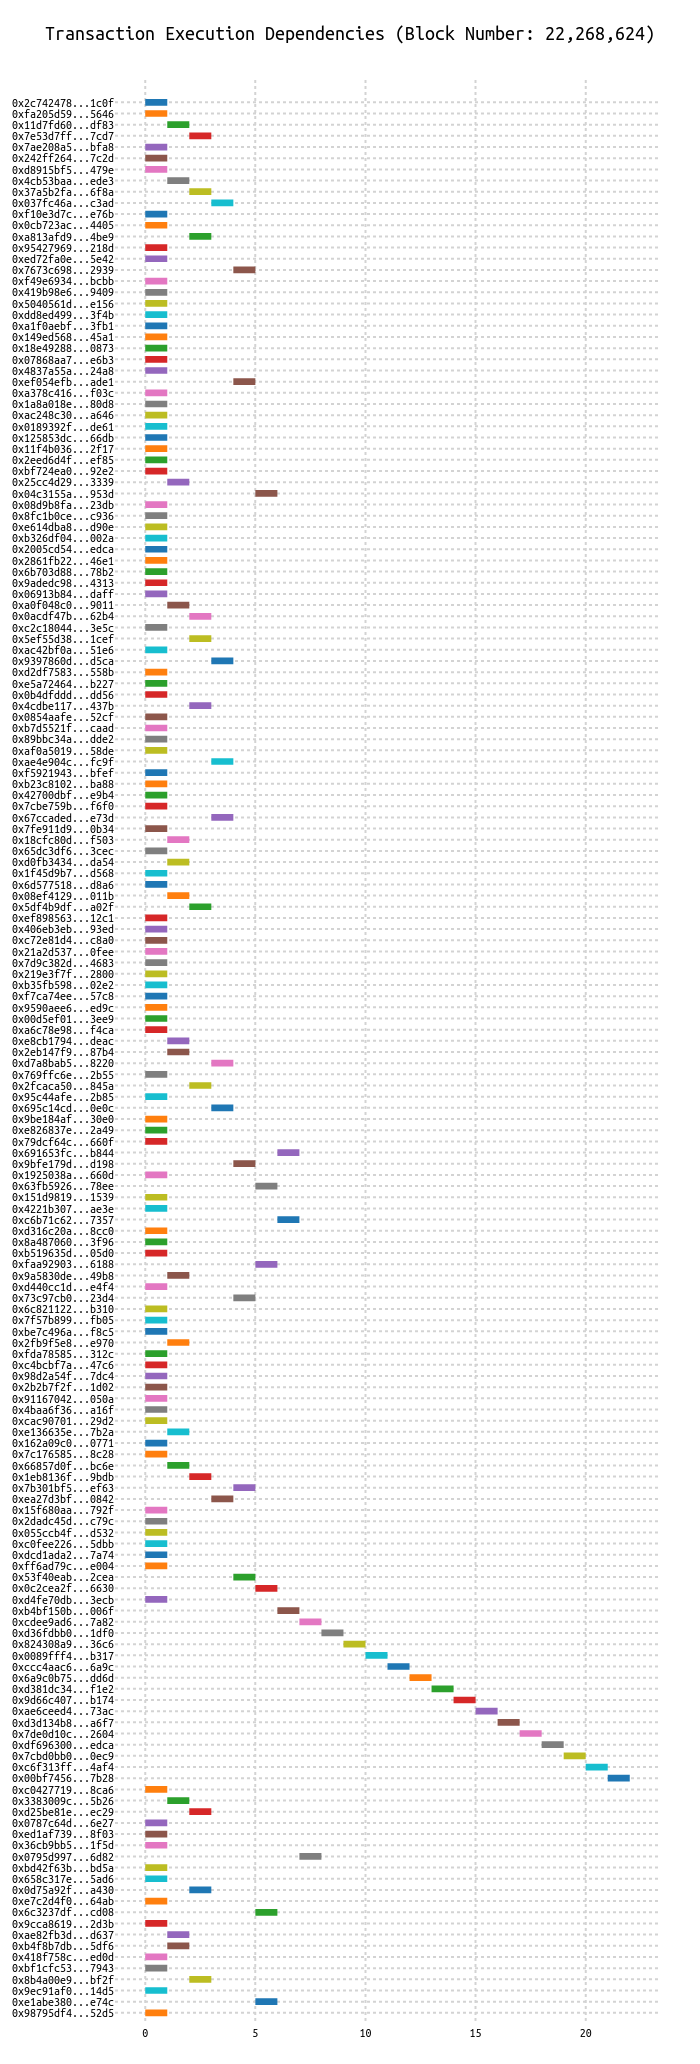 Transaction Execution Dependencies (Block Number: 22,268,624)
0x2c742478...1c0f
0xfa205d59...5646
0x11d7fd60...df83
0x7e53d7ff...7cd7
0x7ae208a5...bfa8
0x242ff264...7c2d
0xd8915bf5...479e
0x4cb53baa...ede3
0x37a5b2fa...6f8a
0x037fc46a...c3ad
0xf10e3d7c...e76b
0x0cb723ac...4405
0xa813afd9...4be9
0x95427969...218d
0xed72fa0e...5e42
0x7673c698...2939
0xf49e6934...bcbb
0x419b98e6...9409
0x5040561d...e156
0xdd8ed499...3f4b
0xa1f0aebf...3fb1
0x149ed568...45a1
0x18e49288...0873
0x07868aa7...e6b3
0x4837a55a...24a8
0xef054efb...ade1
0xa378c416...f03c
0x1a8a018e...80d8
0xac248c30...a646
0x0189392f...de61
0x125853dc...66db
0x11f4b036...2f17
0x2eed6d4f...ef85
0xbf724ea0...92e2
0x25cc4d29...3339
0x04c3155a...953d
0x08d9b8fa...23db
0x8fc1b0ce...c936
0xe614dba8...d90e
0xb326df04...002a
0x2005cd54...edca
0x2861fb22...46e1
0x6b703d88...78b2
0x9adedc98...4313
0x06913b84...daff
0xa0f048c0...9011
0x0acdf47b...62b4
0xc2c18044...3e5c
0x5ef55d38...1cef
0xac42bf0a...51e6
0x9397860d...d5ca
0xd2df7583...558b
0xe5a72464...b227
0x0b4dfddd...dd56
0x4cdbe117...437b
0x0854aafe...52cf
0xb7d5521f...caad
0x89bbc34a...dde2
0xaf0a5019...58de
0xae4e904c...fc9f
0xf5921943...bfef
0xb23c8102...ba88
0x42700dbf...e9b4
0x7cbe759b...f6f0
0x67ccaded...e73d
0x7fe911d9...0b34
0x18cfc80d...f503
0x65dc3df6...3cec
0xd0fb3434...da54
0x1f45d9b7...d568
0x6d577518...d8a6
0x08ef4129...011b
0x5df4b9df...a02f
0xef898563...12c1
0x406eb3eb...93ed
0xc72e81d4...c8a0
0x21a2d537...0fee
0x7d9c382d...4683
0x219e3f7f...2800
0xb35fb598...02e2
0xf7ca74ee...57c8
0x9590aee6...ed9c
0x00d5ef01...3ee9
0xa6c78e98...f4ca
0xe8cb1794...deac
0x2eb147f9...87b4
0xd7a8bab5...8220
0x769ffc6e...2b55
0x2fcaca50...845a
0x95c44afe...2b85
0x695c14cd...0e0c
0x9be184af...30e0
0xe826837e...2a49
0x79dcf64c...660f
0x691653fc...b844
0x9bfe179d...d198
0x1925038a...660d
0x63fb5926...78ee
0x151d9819...1539
0x4221b307...ae3e
0xc6b71c62...7357
0xd316c20a...8cc0
0x8a487060...3f96
0xb519635d...05d0
0xfaa92903...6188
0x9a5830de...49b8
0xd440cc1d...e4f4
0x73c97cb0...23d4
0x6c821122...b310
0x7f57b899...fb05
0xbe7c496a...f8c5
0x2fb9f5e8...e970
0xfda78585...312c
0xc4bcbf7a...47c6
0x98d2a54f...7dc4
0x2b2b7f2f...1d02
0x91167042...050a
0x4baa6f36...a16f
0xcac90701...29d2
0xe136635e...7b2a
0x162a09c0...0771
0x7c176585...8c28
0x66857d0f...bc6e
0x1eb8136f...9bdb
0x7b301bf5...ef63
0xea27d3bf...0842
0x15f680aa...792f
0x2dadc45d...c79c
0x055ccb4f...d532
0xc0fee226...5dbb
0xdcd1ada2...7a74
0xff6ad79c...e004
0x53f40eab...2cea
0x0c2cea2f...6630
0xd4fe70db...3ecb
0xb4bf150b...006f
0xcdee9ad6...7a82
0xd36fdbb0...1df0
0x824308a9...36c6
0x0089fff4...b317
0xccc4aac6...6a9c
0x6a9c0b75...dd6d
0xd381dc34...f1e2
0x9d66c407...b174
0xae6ceed4...73ac
0xd3d134b8...a6f7
0x7de0d10c...2604
0xdf696300...edca
0x7cbd0bb0...0ec9
0xc6f313ff...4af4
0x00bf7456...7b28
0xc0427719...8ca6
0x3383009c...5b26
0xd25be81e...ec29
0x0787c64d...6e27
0xed1af739...8f03
0x36cb9bb5...1f5d
0x0795d997...6d82
0xbd42f63b...bd5a
0x658c317e...5ad6
0x0d75a92f...a430
0xe7c2d4f0...64ab
0x6c3237df...cd08
0x9cca8619...2d3b
0xae82fb3d...d637
0xb4f8b7db...5df6
0x418f758c...ed0d
0xbf1cfc53...7943
0x8b4a00e9...bf2f
0x9ec91af0...14d5
0xe1abe380...e74c
0x98795df4...52d5
0 5 10 15 20